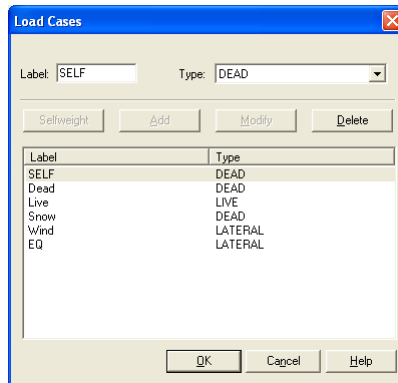 Load Cases
Label: SELF Type: DEAD
Selfweight Add Modify Delete
Label Type
SELF DEAD
Dead DEAD
Live LIVE
Snow DEAD
Wind LATERAL
EQ LATERAL
OK Cancel Help